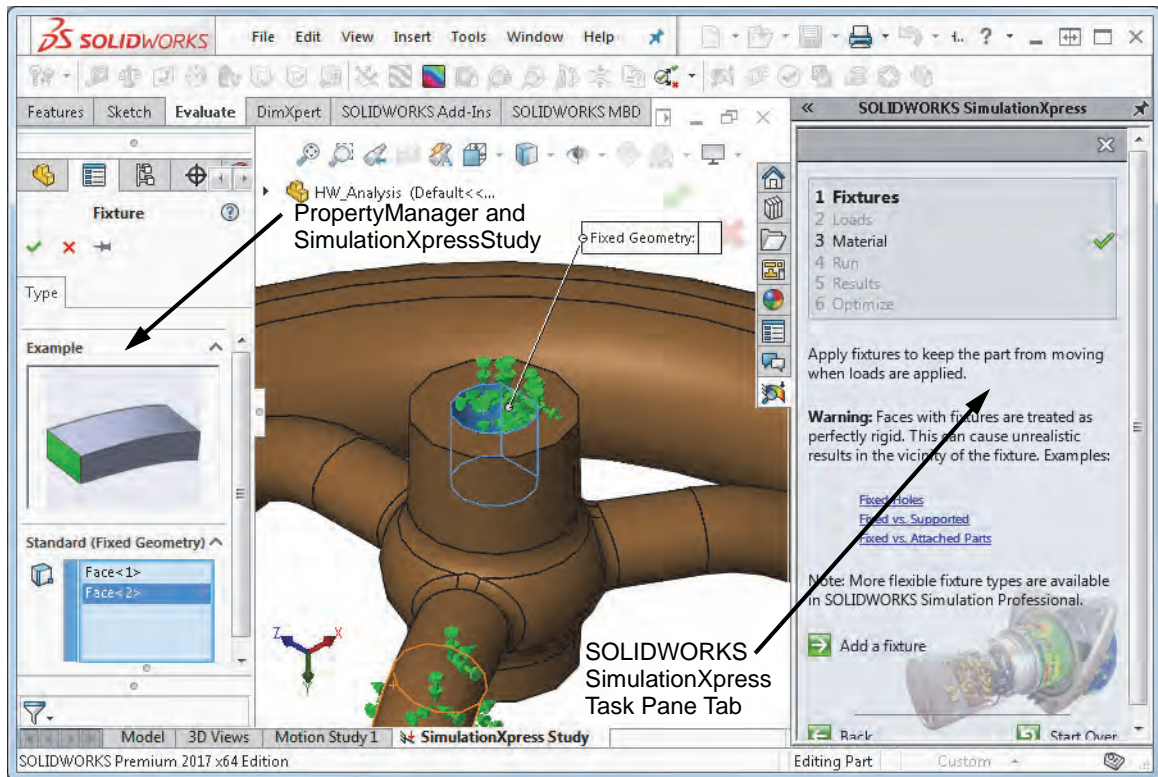 SOLIDWORKS File Edit View Insert Tools Window Help ?
Features Sketch Evaluate DimXpert SOLIDWORKS Add-Ins SOLIDWORKS MBD
SOLIDWORKS SimulationXpress
Fixture
Type
Example
Standard (Fixed Geometry)
Face<1>
Face<2>
HW_Analysis (Default<<...
PropertyManager and
SimulationXpressStudy
Fixed Geometry:
Z X
Y
SOLIDWORKS
SimulationXpress
Task Pane Tab
1 Fixtures
2 Loads
3 Material
4 Run
5 Results
6 Optimize
Apply fixtures to keep the part from moving
when loads are applied.
Warning: Faces with fixtures are treated as
perfectly rigid. This can cause unrealistic
results in the vicinity of the fixture. Examples:
Fixed Holes
Fixed vs. Supported
Fixed vs. Attached Parts
Note: More flexible fixture types are available
in SOLIDWORKS Simulation Professional.
Add a fixture
Back Start Over
Model 3D Views Motion Study 1 SimulationXpress Study
SOLIDWORKS Premium 2017 x64 Edition Editing Part Custom